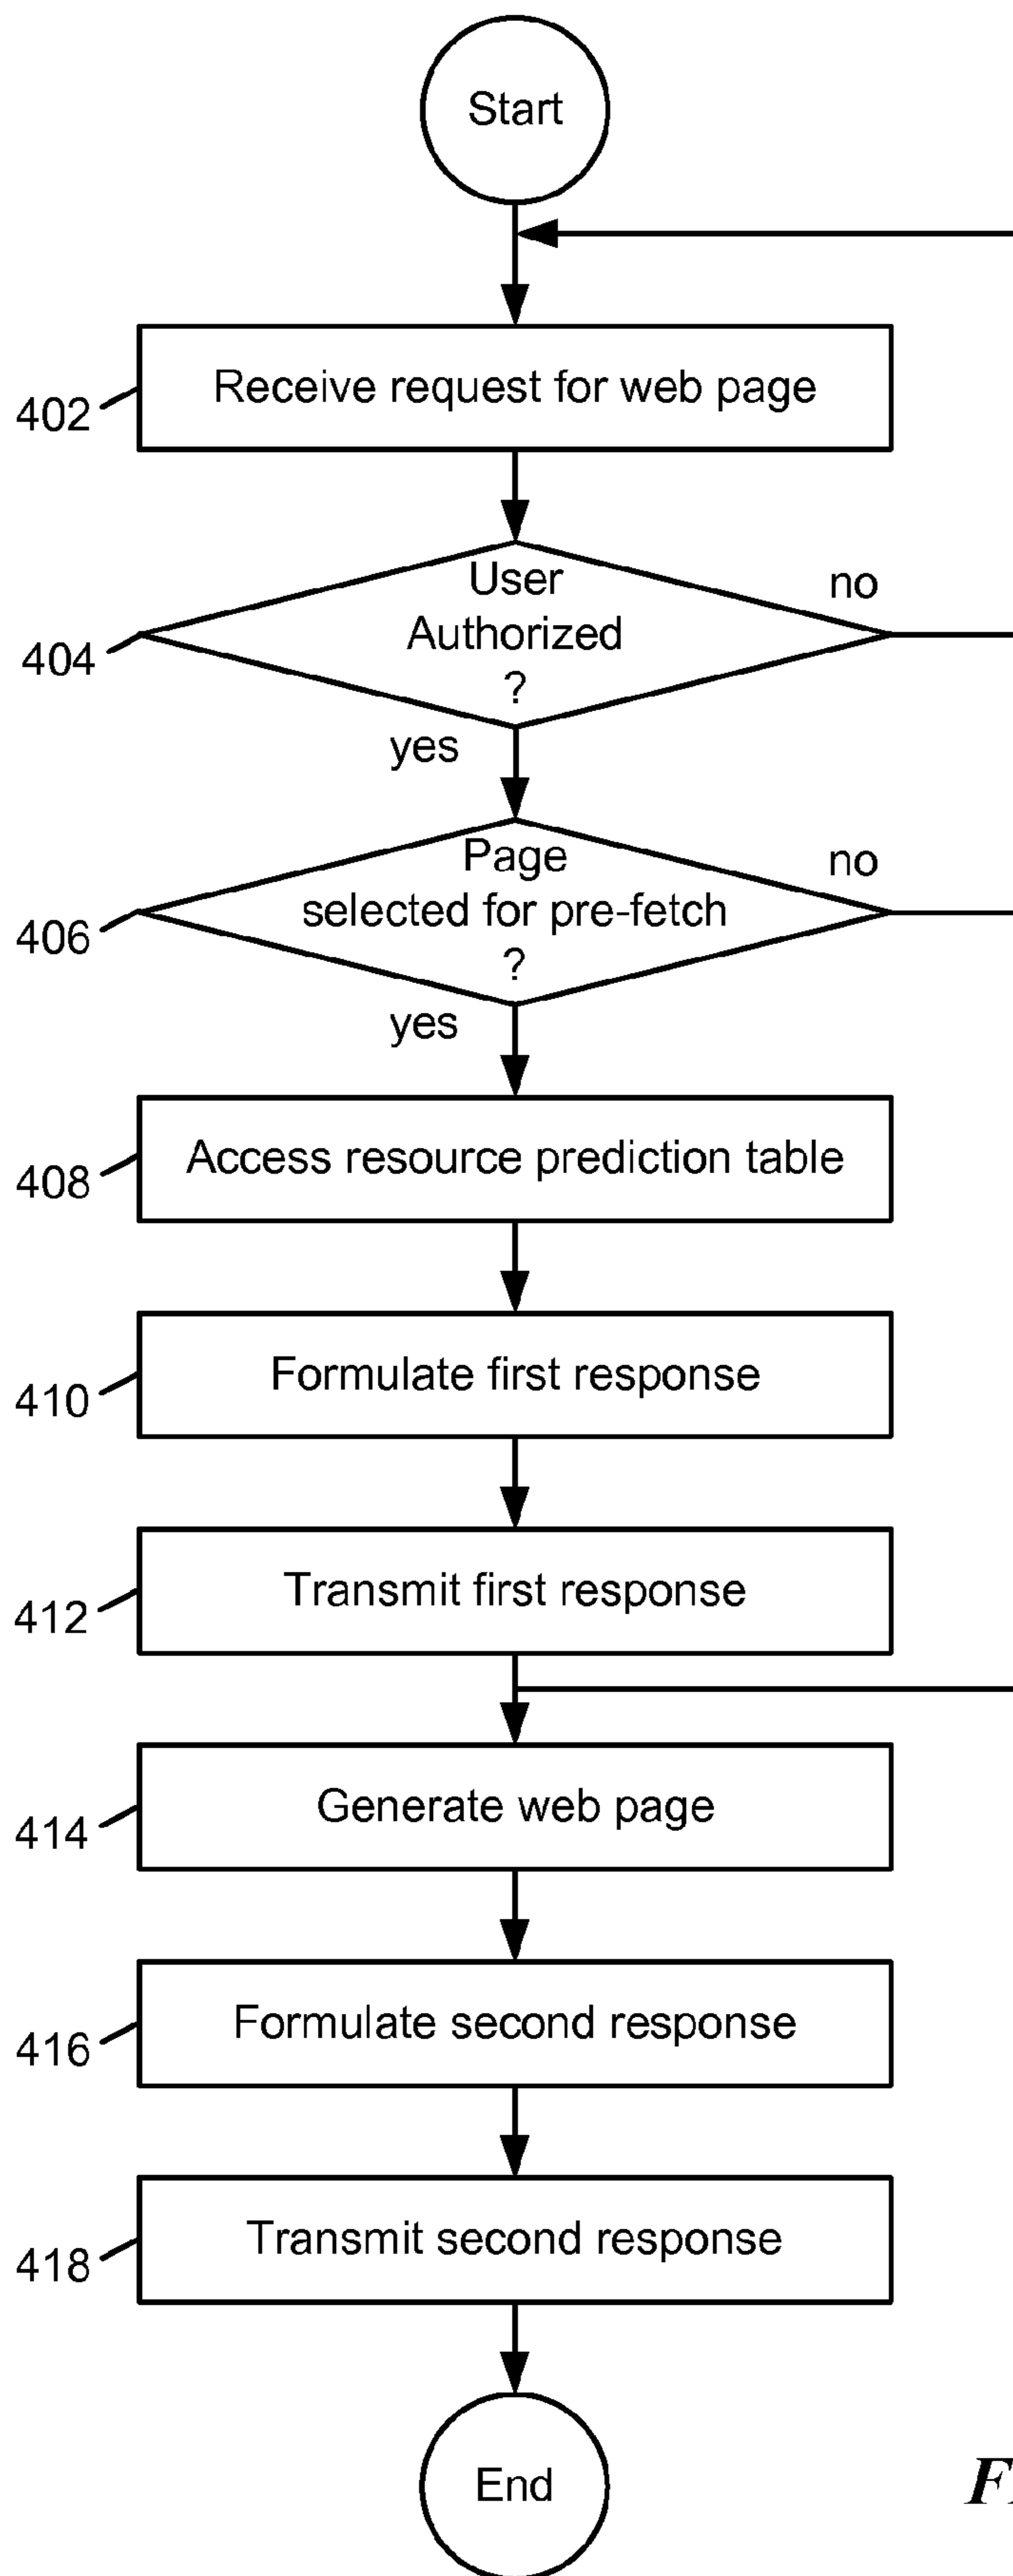 Start
Receive request for web page
402
User
Authorized
?
no
404
yes
Page
selected for pre-fetch
?
no
406
yes
Access resource prediction table
408
Formulate first response
410
Transmit first response
412
Generate web page
414
Formulate second response
416
Transmit second response
418
End